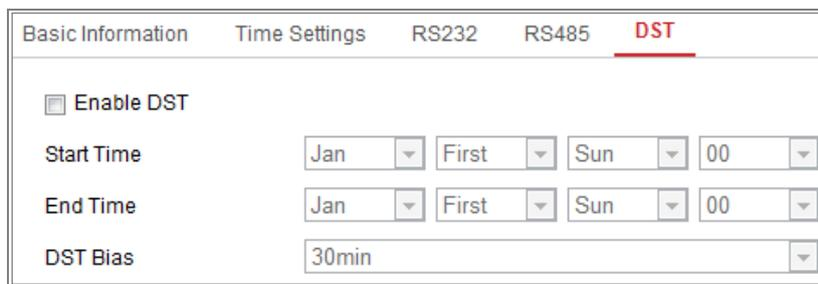 Basic Information Time Settings RS232 RS485 DST
Enable DST
Start Time Jan First Sun 00
End Time Jan First Sun 00
DST Bias 30min